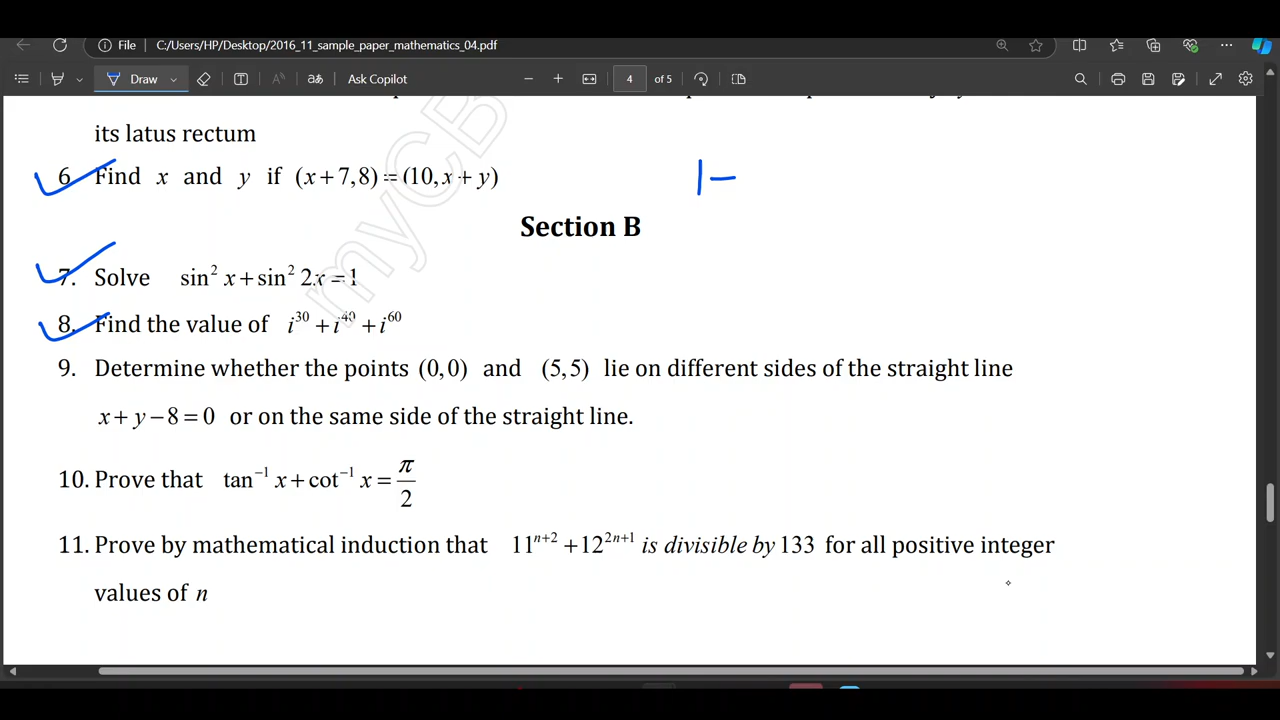 File C:/Users/HP/Desktop/2016_11_sample_paper_mathematics_04.pdf
Draw aあ Ask Copilot 4 of 5
its latus rectum
6. Find x and y if (x+7,8)=(10,x+y) 1-
Section B
7. Solve sin² x+sin² 2x=1
8. Find the value of i³⁰+i⁴⁰+i⁶⁰
9. Determine whether the points (0,0) and (5,5) lie on different sides of the straight line
x+y−8=0 or on the same side of the straight line.
10. Prove that tan⁻¹ x+cot⁻¹ x=π/2
11. Prove by mathematical induction that 11ⁿ⁺²+12²ⁿ⁺¹ is divisible by 133 for all positive integer
values of n
myCB